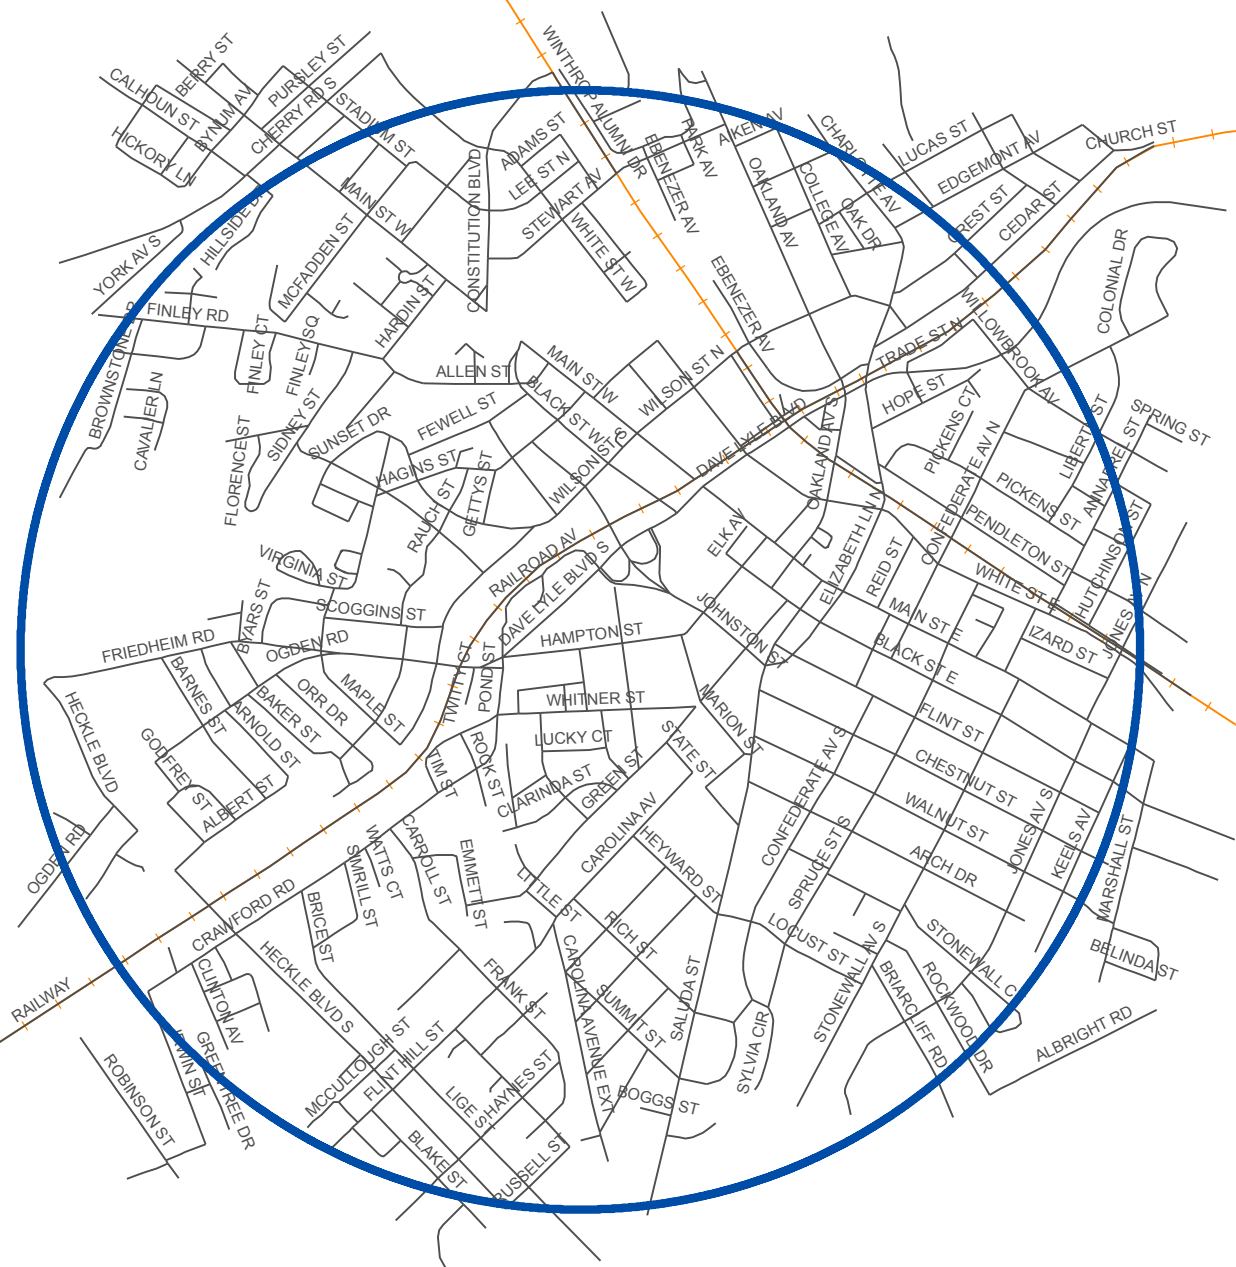 WINTHROP ALUMNI DR
BERRY ST
PURSLEY ST
CALHOUN ST
BYNUM AV
CHERRY RD S
STADIUM ST
HICKORY LN
ADAMS ST
LEE ST N
STEWART AV
EBENEZER AV
PARK AV
AIKEN AV
CHARLOTTE AV
LUCAS ST
EDGEMONT AV
CHURCH ST
OAKLAND AV
COLLEGE AV
OAK DR
CREST ST
CEDAR ST
CONSTITUTION BLVD
MAIN ST W
WHITE ST W
HILLSIDE DR
YORK AV S
MCFADDEN ST
HARDIN ST
EBENEZER AV
COLONIAL DR
WILLOWBROOK AV
FINLEY RD
FINLEY CT
FINLEY SQ
BROWNSTONE
CAVALIER LN
ALLEN ST
MAIN ST W
BLACK ST W
WILSON ST N
TRADE ST N
HOPE ST
PICKENS CT
SIDNEY ST
SUNSET DR
FEWELL ST
FLORENCE ST
HAGINS ST
GETTYS ST
RAUCH ST
WILSON ST S
DAVE LYLE BLVD
OAKLAND AV S
CONFEDERATE AV N
LIBERTY ST
ANNAFREL ST
SPRING ST
PICKENS ST
PENDLETON ST
HUTCHINSON ST
ELK AV
ELIZABETH LN N
REID ST
WHITE ST E
IZARD ST
JONES AV N
VIRGINIA ST
RAILROAD AV
DAVE LYLE BLVD S
BYARS ST
SCOGGINS ST
OGDEN RD
FRIEDHEIM RD
HAMPTON ST
JOHNSTON ST
MAIN ST E
BLACK ST E
BARNES ST
BAKER ST
ORR DR
MAPLE ST
TWITTY CT
POND ST
WHITNER ST
MARION ST
FLINT ST
HECKLE BLVD
GODFREY ST
ARNOLD ST
ALBERT ST
TIM ST
ROCK ST
LUCKY CT
CLARINDA ST
GREEN ST
STATE ST
CONFEDERATE AV S
CHESTNUT ST
WALNUT ST
ARCH DR
JONES AV S
KEELS AV
MARSHALL ST
OGDEN RD
CAROLINA AV
HEYWARD ST
SPRUCE ST S
WATTS CT
SIMRILL ST
CARROLL ST
EMMETT ST
LITTLE ST
RICH ST
LOCUST ST
CRAWFORD RD
BRICE ST
HECKLE BLVD S
FRANK ST
SUMMIT ST
SALUDA ST
CAROLINA AVENUE EXT
STONEWALL AV S
STONEWALL C
BELINDA ST
ROCKWOOD DR
BRIARCLIFF RD
ALBRIGHT RD
RAILWAY
CLINTON AV
IRWIN ST
GREENTREE DR
ROBINSON ST
MCCULLOUGH ST
FLINT HILL ST
LIGE ST
HAYNES ST
BOGGS ST
SYLVIA CIR
BLAKE ST
RUSSELL ST